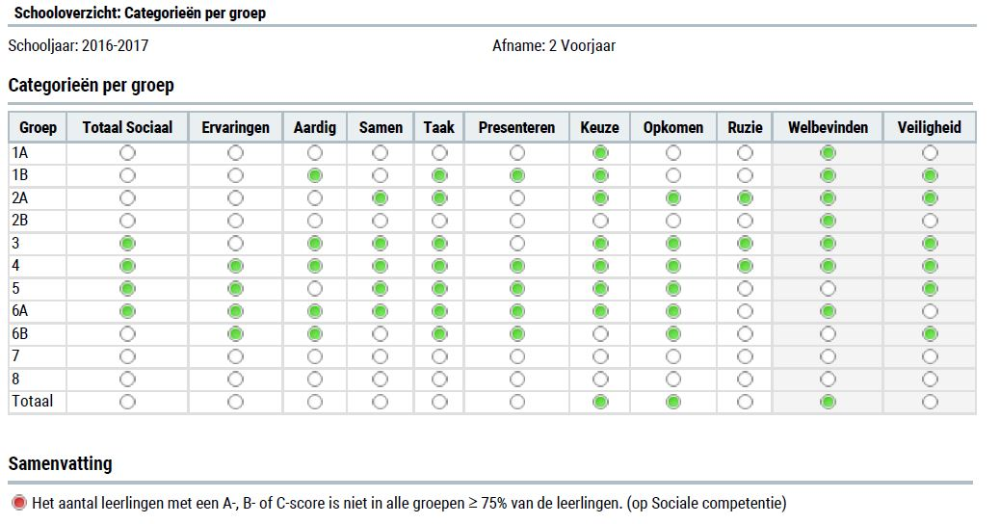 Schooloverzicht: Categorieën per groep
Schooljaar: 2016-2017 Afname: 2 Voorjaar
Categorieën per groep
Groep Totaal Sociaal Ervaringen Aardig Samen Taak Presenteren Keuze Opkomen Ruzie Welbevinden Veiligheid
1A
1B
2A
2B
3
4
5
6A
6B
7
8
Totaal
Samenvatting
Het aantal leerlingen met een A-, B- of C-score is niet in alle groepen ≥ 75% van de leerlingen. (op Sociale competentie)